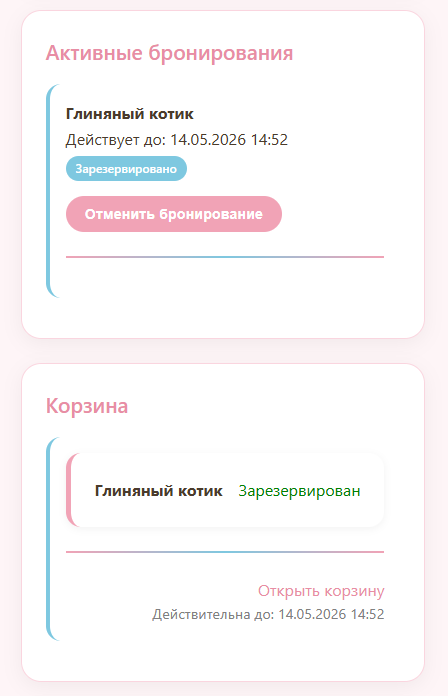 Активные бронирования
Глиняный котик
Действует до: 14.05.2026 14:52
Зарезервировано
Отменить бронирование
Корзина
Глиняный котик Зарезервирован
Открыть корзину
Действительна до: 14.05.2026 14:52